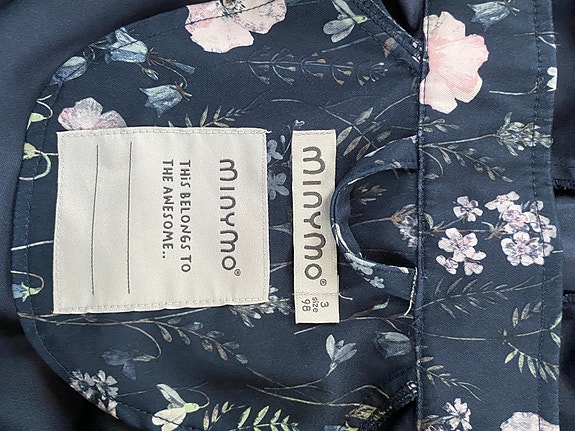 minymo®
THIS BELONGS TO
THE AWESOME..
minymo®
3
size
98